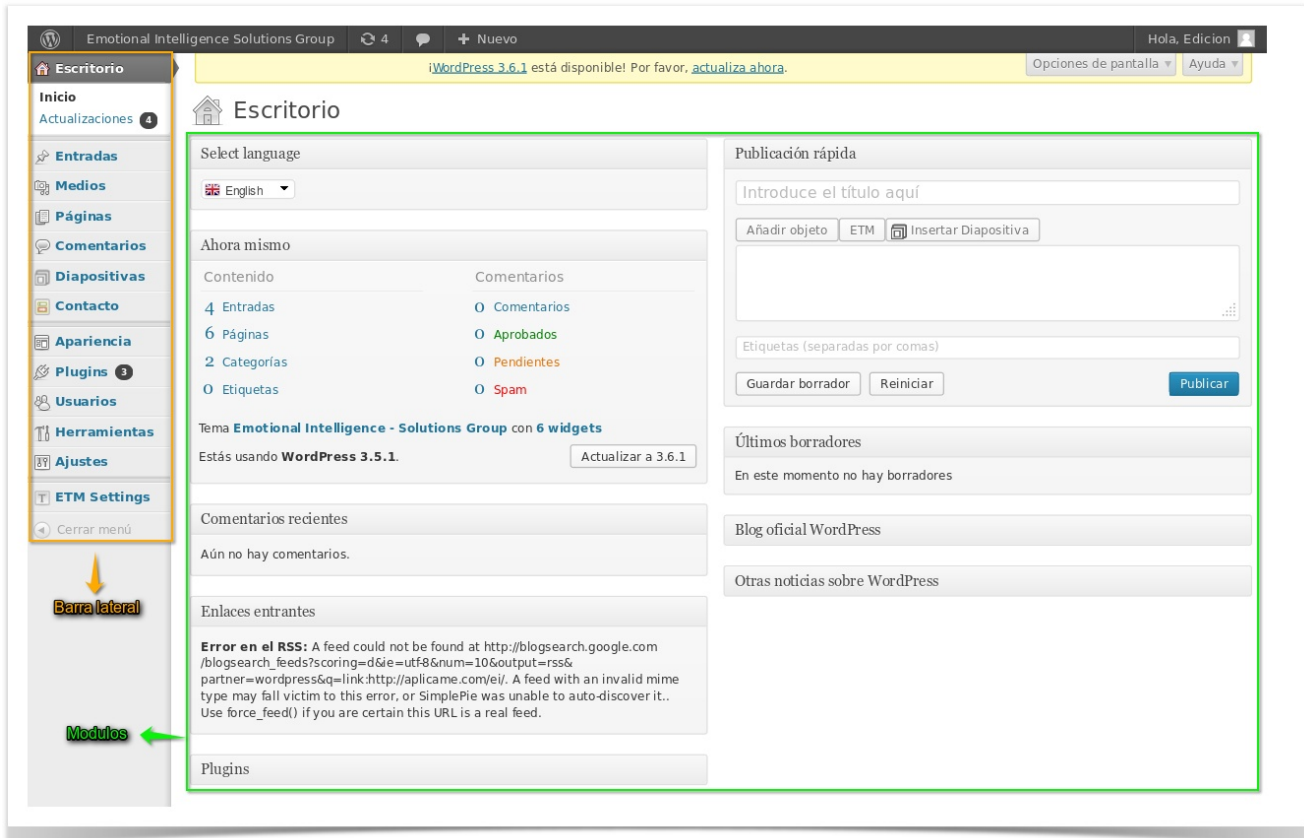 Emotional Intelligence Solutions Group 4 + Nuevo Hola, Edicion
Escritorio
Inicio
Actualizaciones 4
Entradas
Medios
Páginas
Comentarios
Diapositivas
Contacto
Apariencia
Plugins 3
Usuarios
Herramientas
Ajustes
ETM Settings
Cerrar menú
Barra lateral
Modulos
¡WordPress 3.6.1 está disponible! Por favor, actualiza ahora.
Opciones de pantalla Ayuda
Escritorio
Select language
English
Ahora mismo
Contenido Comentarios
4 Entradas 0 Comentarios
6 Páginas 0 Aprobados
2 Categorías 0 Pendientes
0 Etiquetas 0 Spam
Tema Emotional Intelligence - Solutions Group con 6 widgets
Estás usando WordPress 3.5.1. Actualizar a 3.6.1
Comentarios recientes
Aún no hay comentarios.
Enlaces entrantes
Error en el RSS: A feed could not be found at http://blogsearch.google.com
/blogsearch_feeds?scoring=d&ie=utf-8&num=10&output=rss&
partner=wordpress&q=link:http://aplicame.com/ei/. A feed with an invalid mime
type may fall victim to this error, or SimplePie was unable to auto-discover it..
Use force_feed() if you are certain this URL is a real feed.
Plugins
Publicación rápida
Introduce el título aquí
Añadir objeto ETM Insertar Diapositiva
Etiquetas (separadas por comas)
Guardar borrador Reiniciar Publicar
Últimos borradores
En este momento no hay borradores
Blog oficial WordPress
Otras noticias sobre WordPress